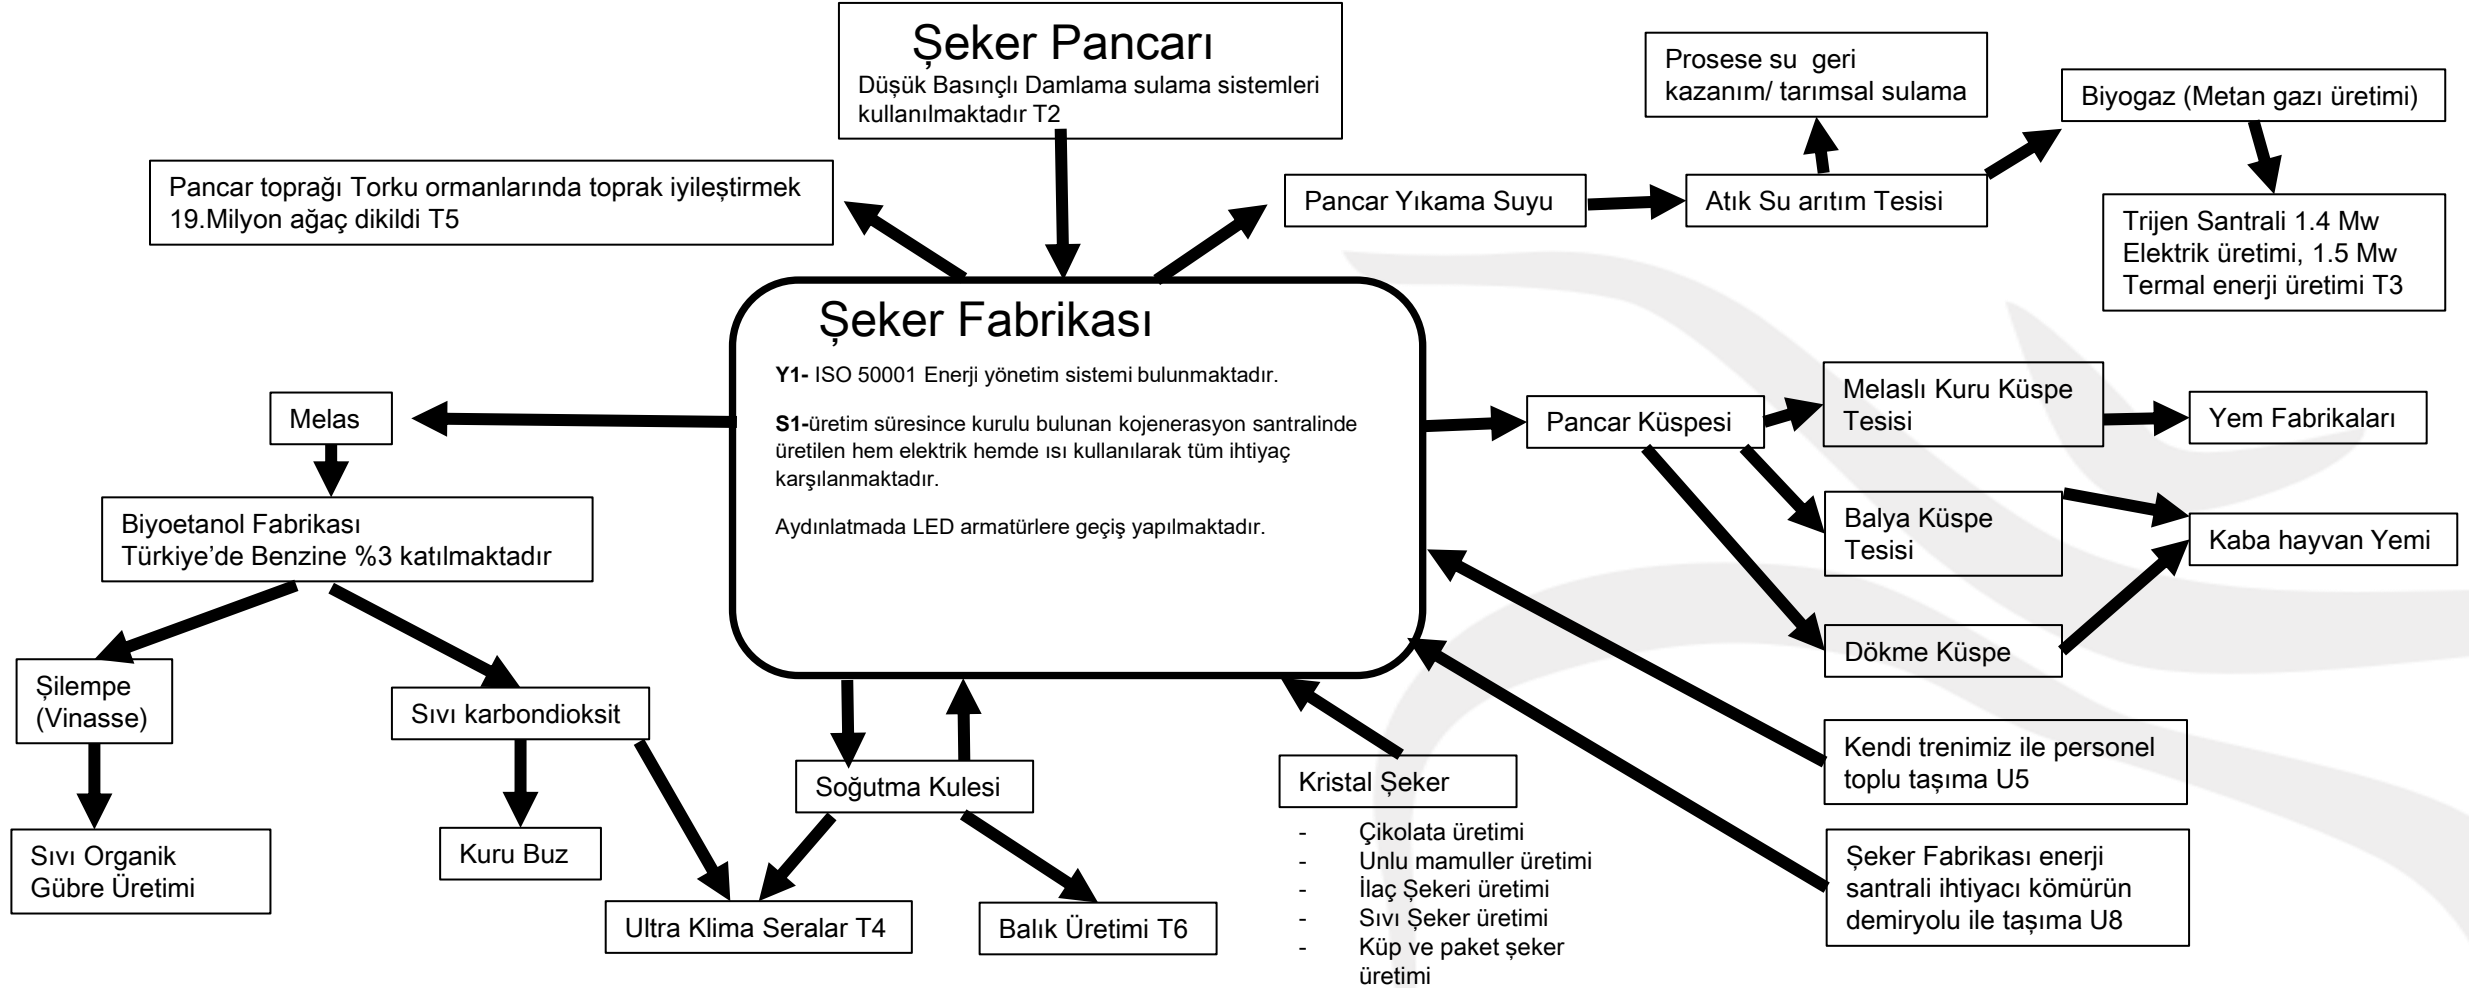 Şeker Pancarı
Düşük Basınçlı Damlama sulama sistemleri
kullanılmaktadır T2
Prosese su  geri
kazanım/ tarımsal sulama
Biyogaz (Metan gazı üretimi)
Pancar toprağı Torku ormanlarında toprak iyileştirmek
19.Milyon ağaç dikildi T5
Pancar Yıkama Suyu
Atık Su arıtım Tesisi
Trijen Santrali 1.4 Mw
Elektrik üretimi, 1.5 Mw
Termal enerji üretimi T3
Şeker Fabrikası
Y1- ISO 50001 Enerji yönetim sistemi bulunmaktadır.
S1-üretim süresince kurulu bulunan kojenerasyon santralinde
üretilen hem elektrik hemde ısı kullanılarak tüm ihtiyaç
karşılanmaktadır.
Aydınlatmada LED armatürlere geçiş yapılmaktadır.
Melas
Pancar Küspesi
Melaslı Kuru Küspe
Tesisi
Yem Fabrikaları
Biyoetanol Fabrikası
Türkiye’de Benzine %3 katılmaktadır
Balya Küspe
Tesisi
Kaba hayvan Yemi
Dökme Küspe
Şilempe
(Vinasse)
Sıvı karbondioksit
Soğutma Kulesi
Kristal Şeker
- Çikolata üretimi
- Unlu mamuller üretimi
- İlaç Şekeri üretimi
- Sıvı Şeker üretimi
- Küp ve paket şeker
üretimi
Kendi trenimiz ile personel
toplu taşıma U5
Şeker Fabrikası enerji
santrali ihtiyacı kömürün
demiryolu ile taşıma U8
Sıvı Organik
Gübre Üretimi
Kuru Buz
Ultra Klima Seralar T4
Balık Üretimi T6